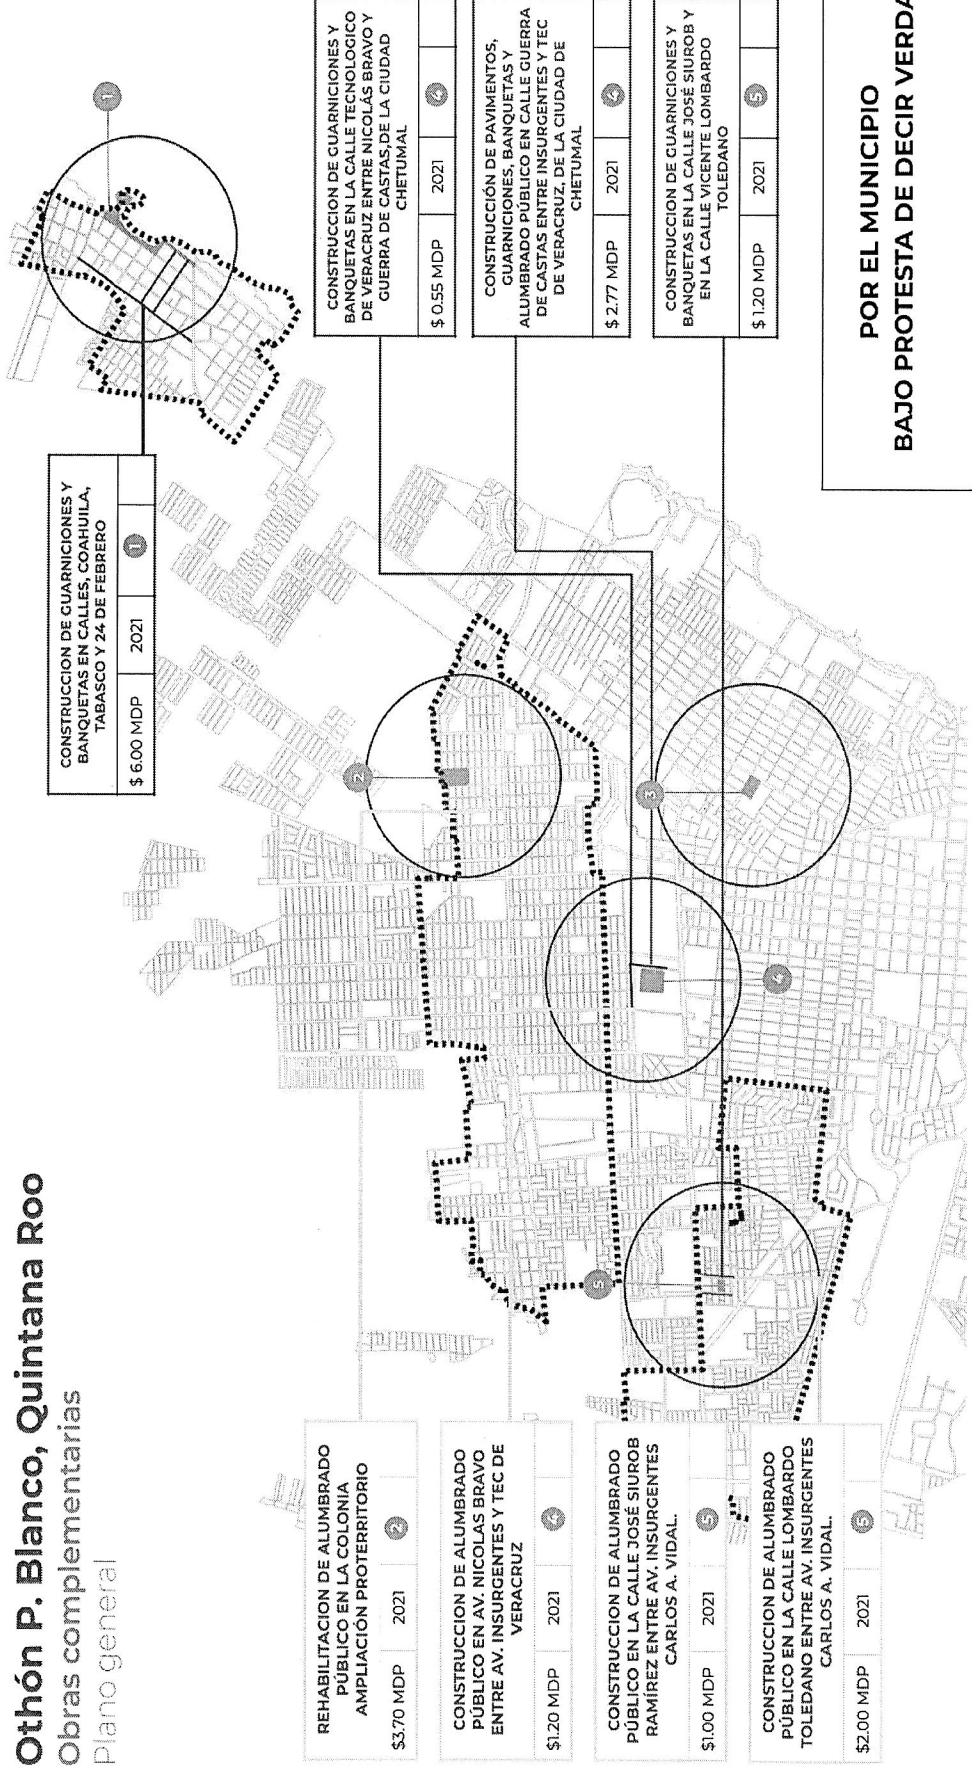 Othón P. Blanco, Quintana Roo
Obras complementarias
Plano general
CONSTRUCCION DE GUARNICIONES Y
BANQUETAS EN CALLES, COAHUILA,
TABASCO Y 24 DE FEBRERO
$ 6.00 MDP 2021 1
1
REHABILITACION DE ALUMBRADO
PÚBLICO EN LA COLONIA
AMPLIACIÓN PROTERRITORIO
$3.70 MDP 2021 2
CONSTRUCCION DE ALUMBRADO
PÚBLICO EN AV. NICOLAS BRAVO
ENTRE AV. INSURGENTES Y TEC DE
VERACRUZ
$1.20 MDP 2021 4
CONSTRUCCION DE ALUMBRADO
PÚBLICO EN LA CALLE JOSÉ SIUROB
RAMÍREZ ENTRE AV. INSURGENTES
CARLOS A. VIDAL.
$1.00 MDP 2021 5
CONSTRUCCION DE ALUMBRADO
PÚBLICO EN LA CALLE LOMBARDO
TOLEDANO ENTRE AV. INSURGENTES
CARLOS A. VIDAL.
$2.00 MDP 2021 5
2
3
4
5
CONSTRUCCION DE GUARNICIONES Y
BANQUETAS EN LA CALLE TECNOLOGICO
DE VERACRUZ ENTRE NICOLÁS BRAVO Y
GUERRA DE CASTAS,DE LA CIUDAD
CHETUMAL
$ 0.55 MDP 2021 4
CONSTRUCCIÓN DE PAVIMENTOS,
GUARNICIONES, BANQUETAS Y
ALUMBRADO PÚBLICO EN CALLE GUERRA
DE CASTAS ENTRE INSURGENTES Y TEC
DE VERACRUZ, DE LA CIUDAD DE
CHETUMAL
$ 2.77 MDP 2021 4
CONSTRUCCION DE GUARNICIONES Y
BANQUETAS EN LA CALLE JOSÉ SIUROB Y
EN LA CALLE VICENTE LOMBARDO
TOLEDANO
$ 1.20 MDP 2021 5
POR EL MUNICIPIO
BAJO PROTESTA DE DECIR VERDA